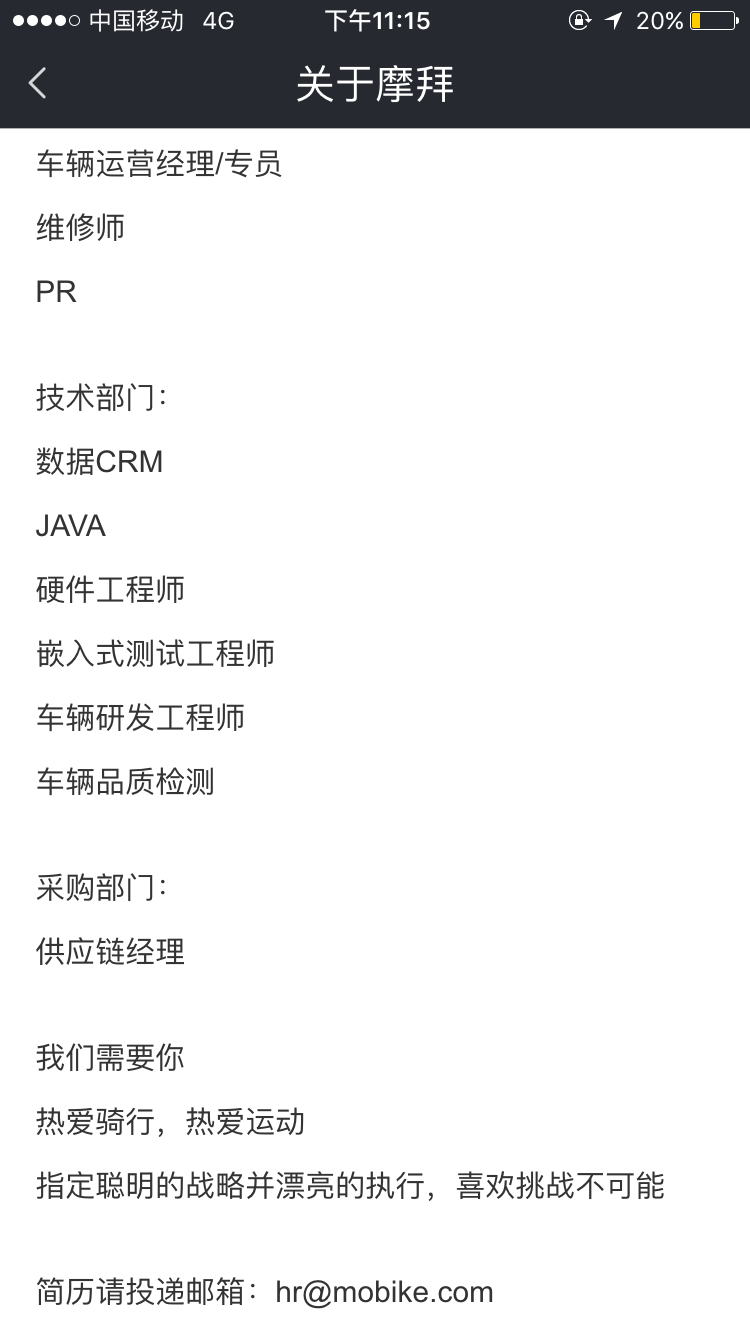 中国移动 4G 下午11:15 20%
关于摩拜
车辆运营经理/专员
维修师
PR
技术部门：
数据CRM
JAVA
硬件工程师
嵌入式测试工程师
车辆研发工程师
车辆品质检测
采购部门：
供应链经理
我们需要你
热爱骑行，热爱运动
指定聪明的战略并漂亮的执行，喜欢挑战不可能
简历请投递邮箱：hr@mobike.com